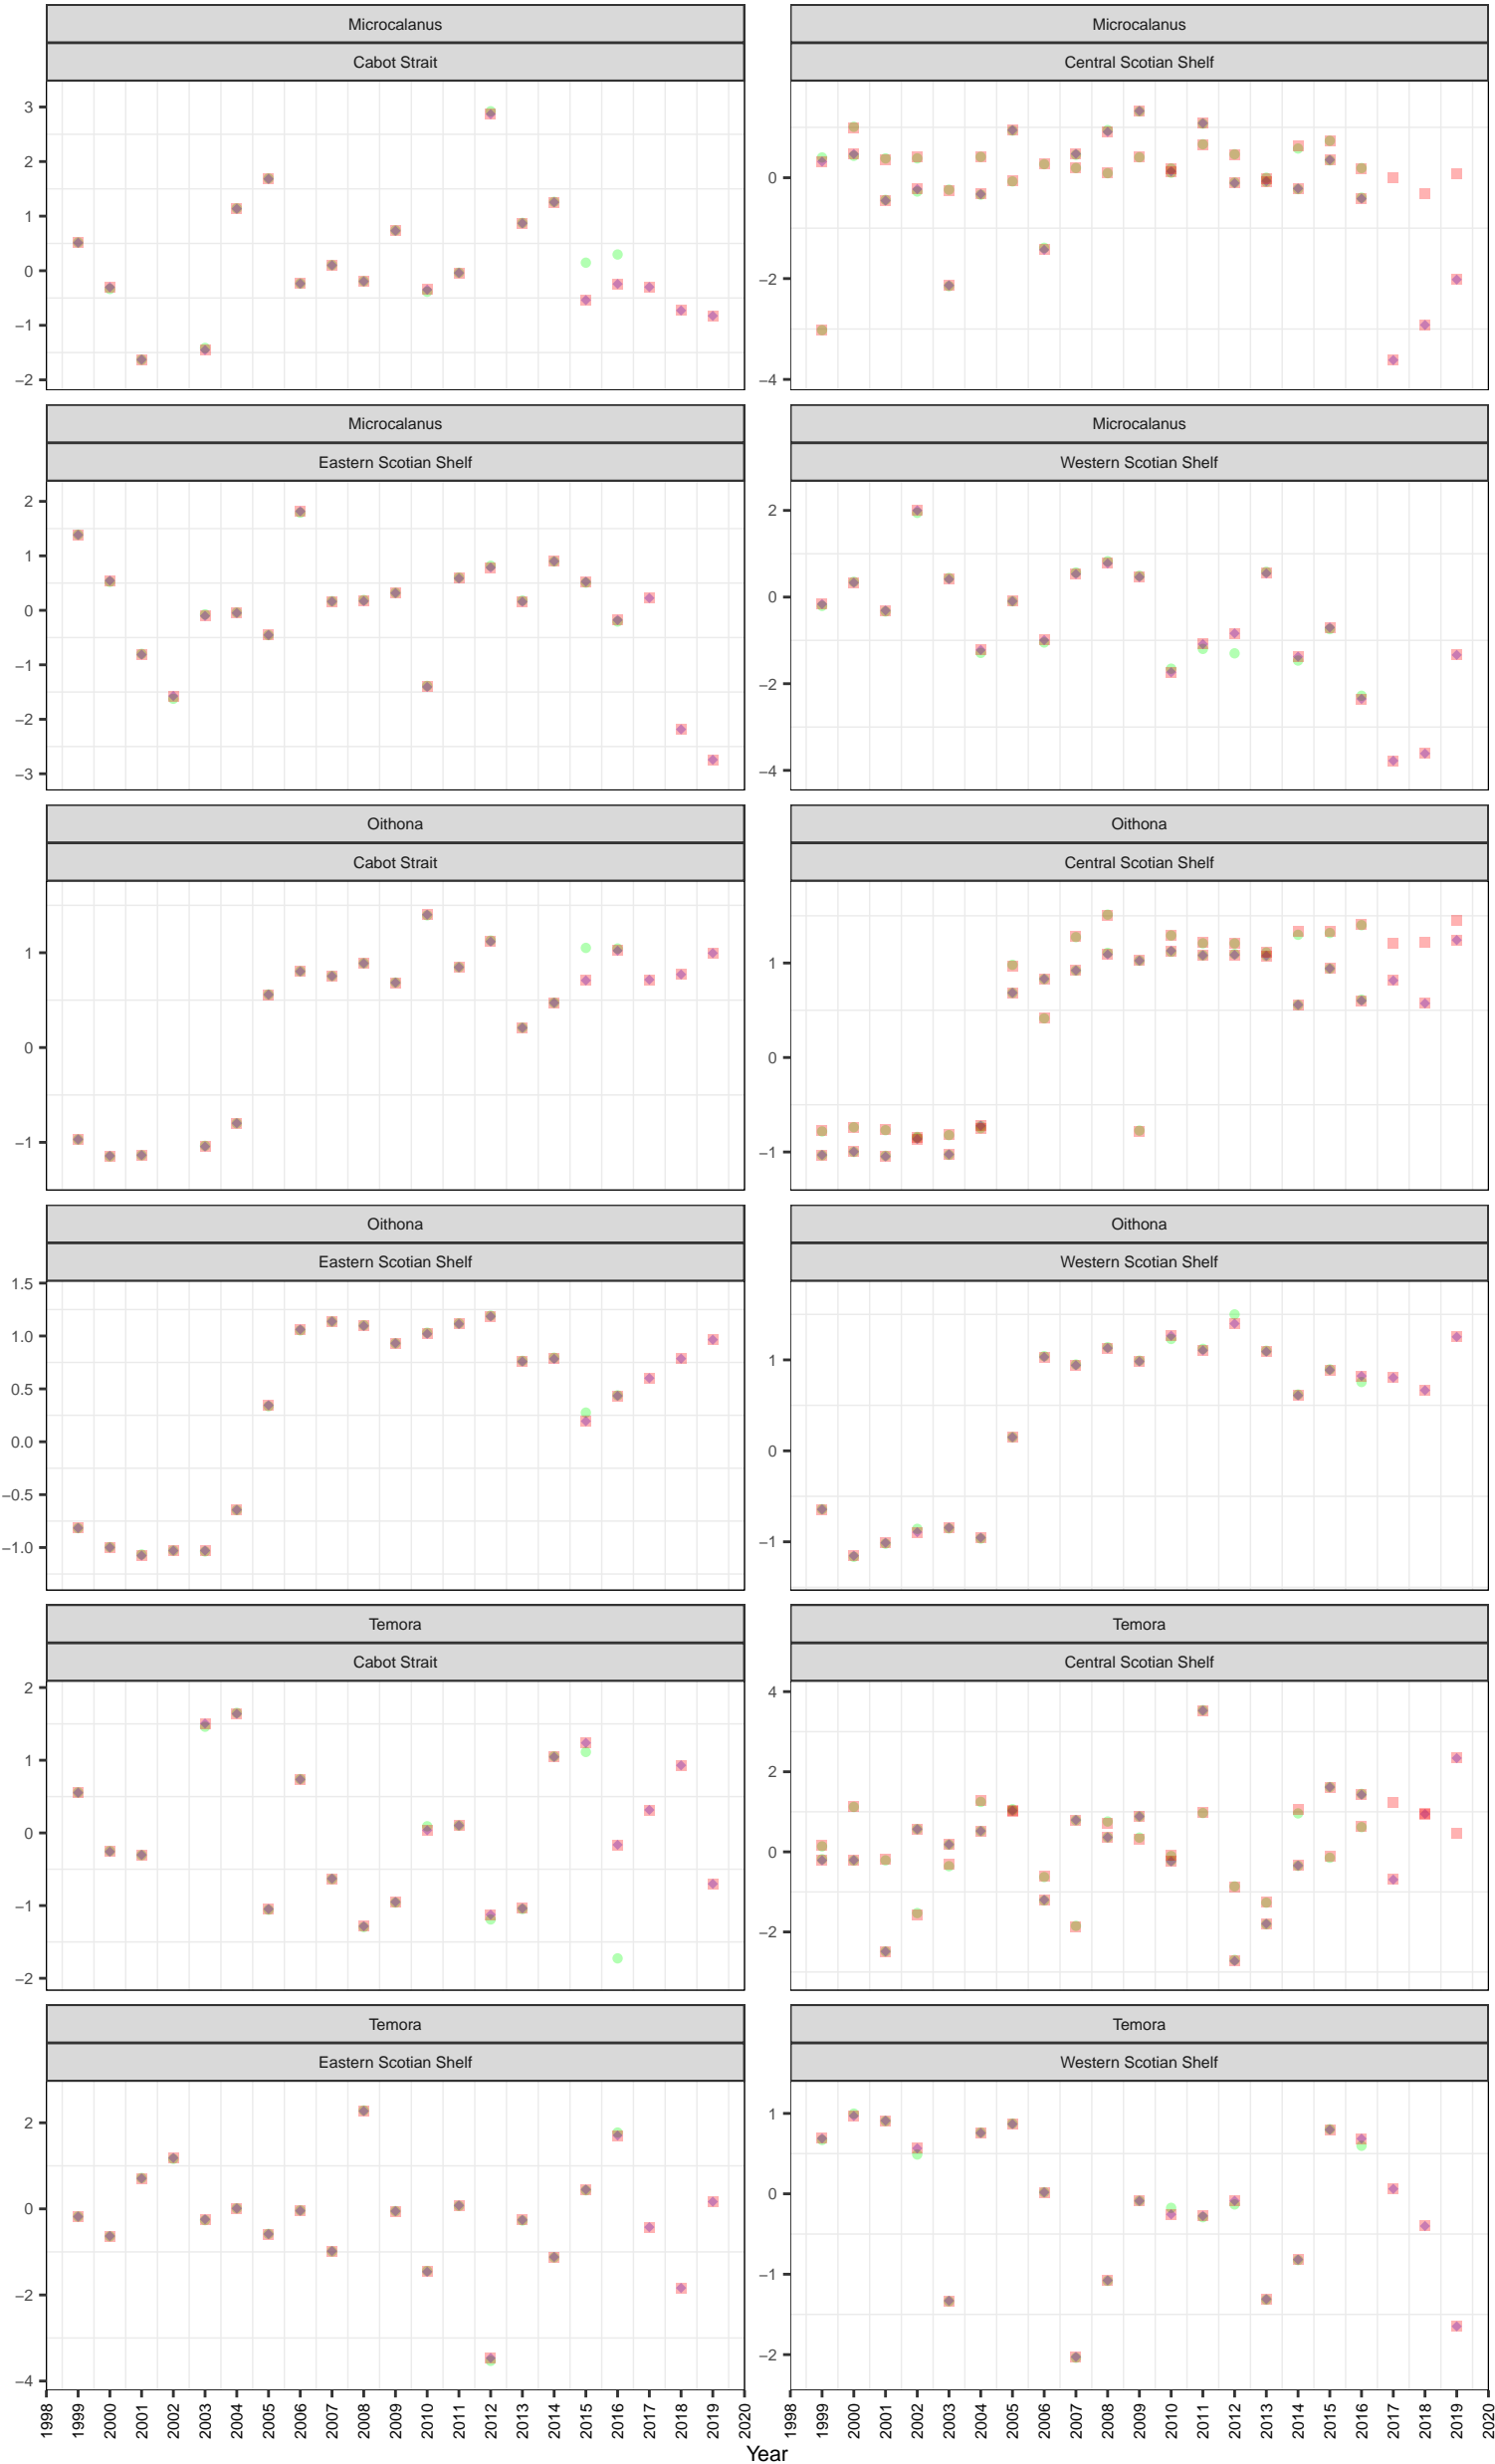 Microcalanus
Cabot Strait
3
2
1
0
−1
−2
Microcalanus
Central Scotian Shelf
0
−2
−4
Microcalanus
Eastern Scotian Shelf
2
1
0
−1
−2
−3
Microcalanus
Western Scotian Shelf
2
0
−2
−4
Oithona
Cabot Strait
1
0
−1
Oithona
Central Scotian Shelf
1
0
−1
Oithona
Eastern Scotian Shelf
1.5
1.0
0.5
0.0
−0.5
−1.0
Oithona
Western Scotian Shelf
1
0
−1
Temora
Cabot Strait
2
1
0
−1
−2
Temora
Central Scotian Shelf
4
2
0
−2
Temora
Eastern Scotian Shelf
2
0
−2
−4
Temora
Western Scotian Shelf
1
0
−1
−2
1998 1999 2000 2001 2002 2003 2004 2005 2006 2007 2008 2009 2010 2011 2012 2013 2014 2015 2016 2017 2018 2019 2020
1998 1999 2000 2001 2002 2003 2004 2005 2006 2007 2008 2009 2010 2011 2012 2013 2014 2015 2016 2017 2018 2019 2020
Year